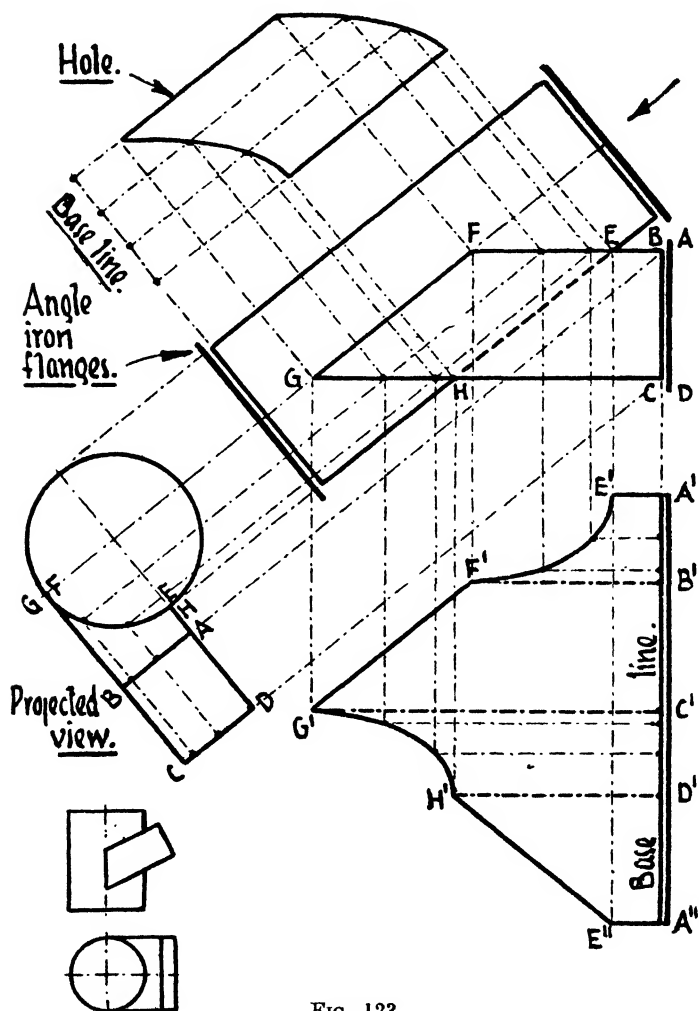 Hole.
Base line.
Angle
iron
flanges.
F
E
B
A
G
H
C
D
G
F
E
H
A
B
D
C
Projected
view.
E'
A'
F'
B'
line.
G'
C'
H'
D'
Base
E"
A"
FIG. 123